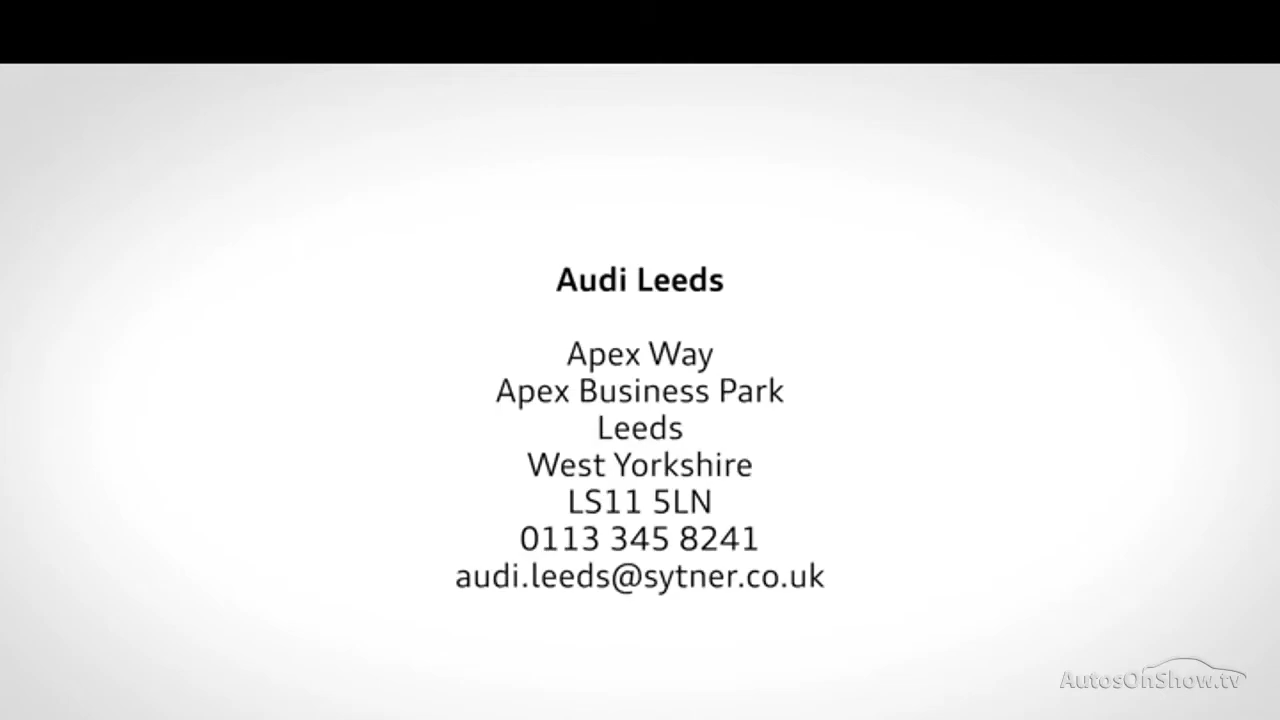 Audi Leeds
Apex Way
Apex Business Park
Leeds
West Yorkshire
LS11 5LN
0113 345 8241
audi.leeds@sytner.co.uk
AutosOnShow.tv